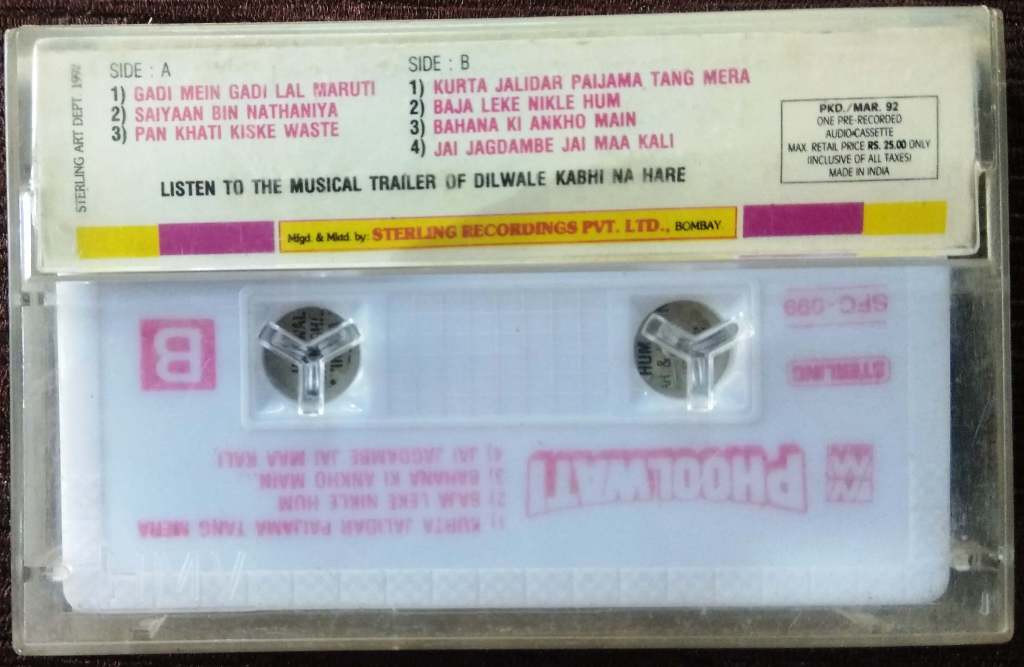 STERLING ART DEPT 1992
SIDE : A
1) GADI MEIN GADI LAL MARUTI
2) SAIYAAN BIN NATHANIYA
3) PAN KHATI KISKE WASTE
SIDE : B
1) KURTA JALIDAR PAIJAMA TANG MERA
2) BAJA LEKE NIKLE HUM
3) BAHANA KI ANKHO MAIN
4) JAI JAGDAMBE JAI MAA KALI
PKD./MAR. 92
ONE PRE-RECORDED
AUDIO-CASSETTE
MAX. RETAIL PRICE RS. 25.00 ONLY
(INCLUSIVE OF ALL TAXES)
MADE IN INDIA
LISTEN TO THE MUSICAL TRAILER OF DILWALE KABHI NA HARE
Mfgd. & Mktd. by: STERLING RECORDINGS PVT. LTD., BOMBAY
PHOOLWATI
1) KURTA JALIDAR PAIJAMA TANG MERA
2) BAJA LEKE NIKLE HUM
3) BAHANA KI ANKHO MAIN...
4) JAI JAGDAMBE JAI MAA KALI
B
STERLING
SFC-099